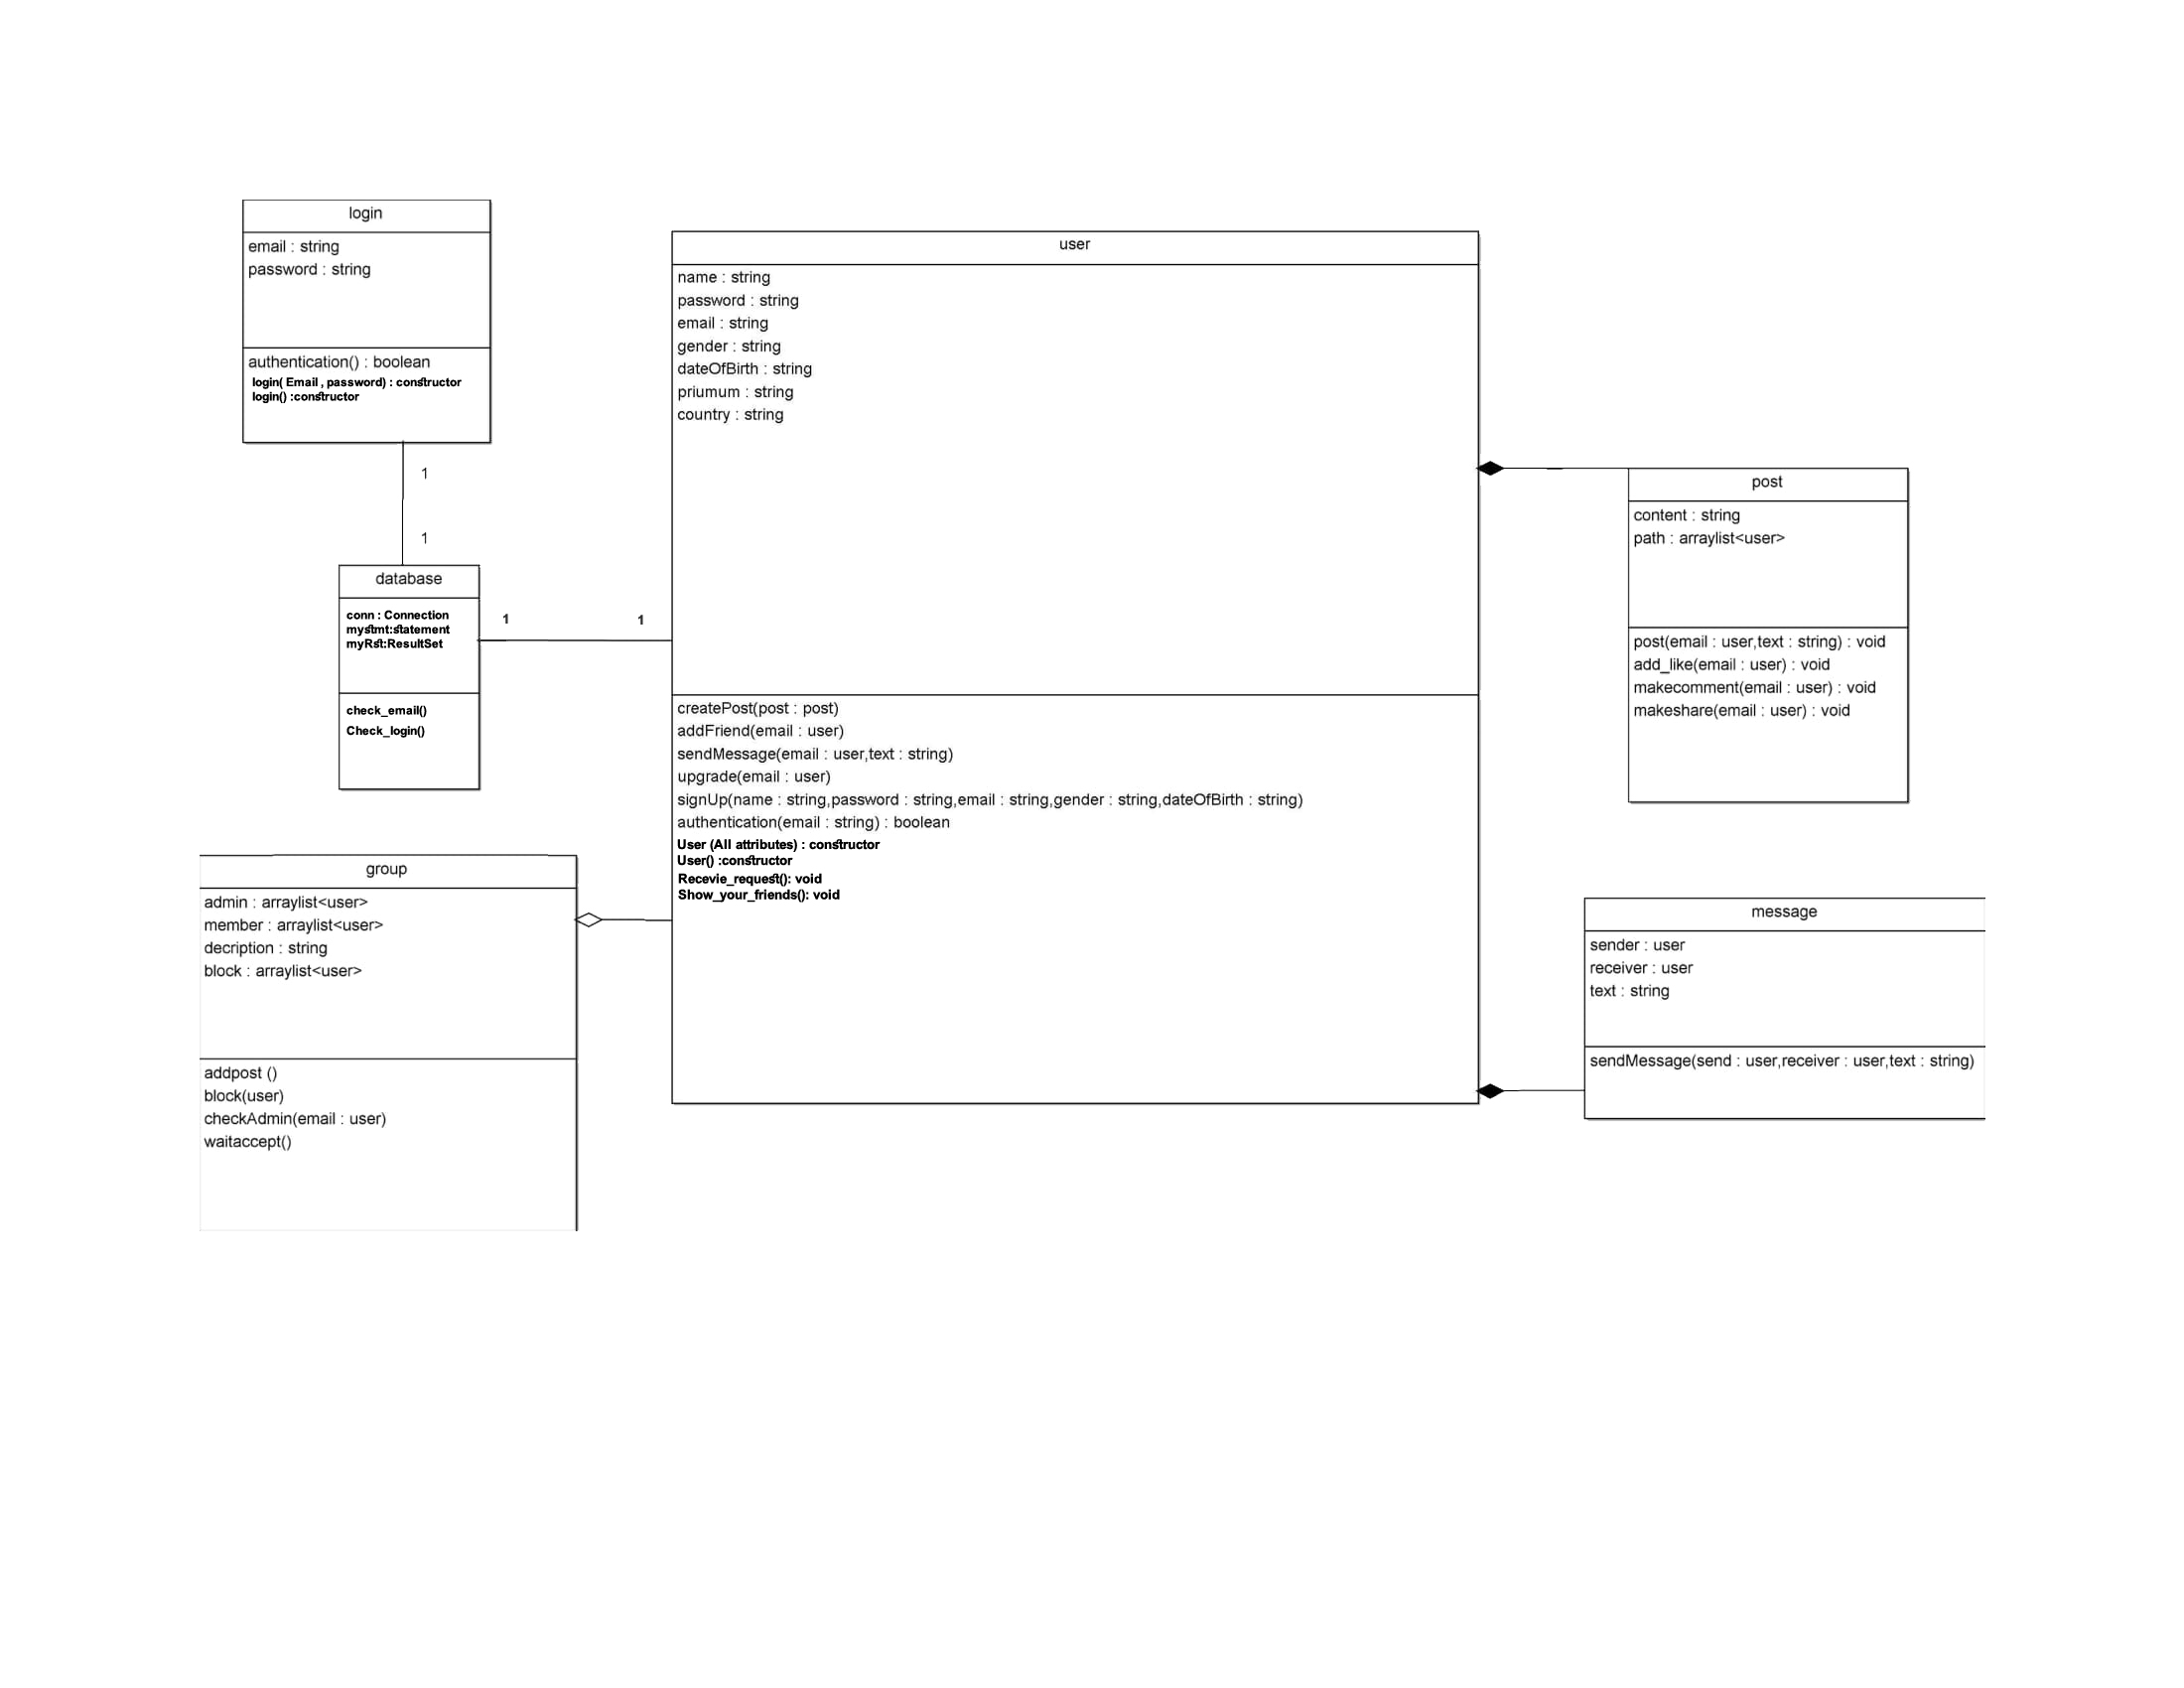 login
email : string
password : string
authentication() : boolean
login( Email , password) : constructor
login() :constructor
1
1
database
conn : Connection
mystmt:statement
myRst:ResultSet
check_email()
Check_login()
1
1
user
name : string
password : string
email : string
gender : string
dateOfBirth : string
priumum : string
country : string
createPost(post : post)
addFriend(email : user)
sendMessage(email : user,text : string)
upgrade(email : user)
signUp(name : string,password : string,email : string,gender : string,dateOfBirth : string)
authentication(email : string) : boolean
User (All attributes) : constructor
User() :constructor
Recevie_request(): void
Show_your_friends(): void
post
content : string
path : arraylist<user>
post(email : user,text : string) : void
add_like(email : user) : void
makecomment(email : user) : void
makeshare(email : user) : void
group
admin : arraylist<user>
member : arraylist<user>
decription : string
block : arraylist<user>
addpost ()
block(user)
checkAdmin(email : user)
waitaccept()
message
sender : user
receiver : user
text : string
sendMessage(send : user,receiver : user,text : string)